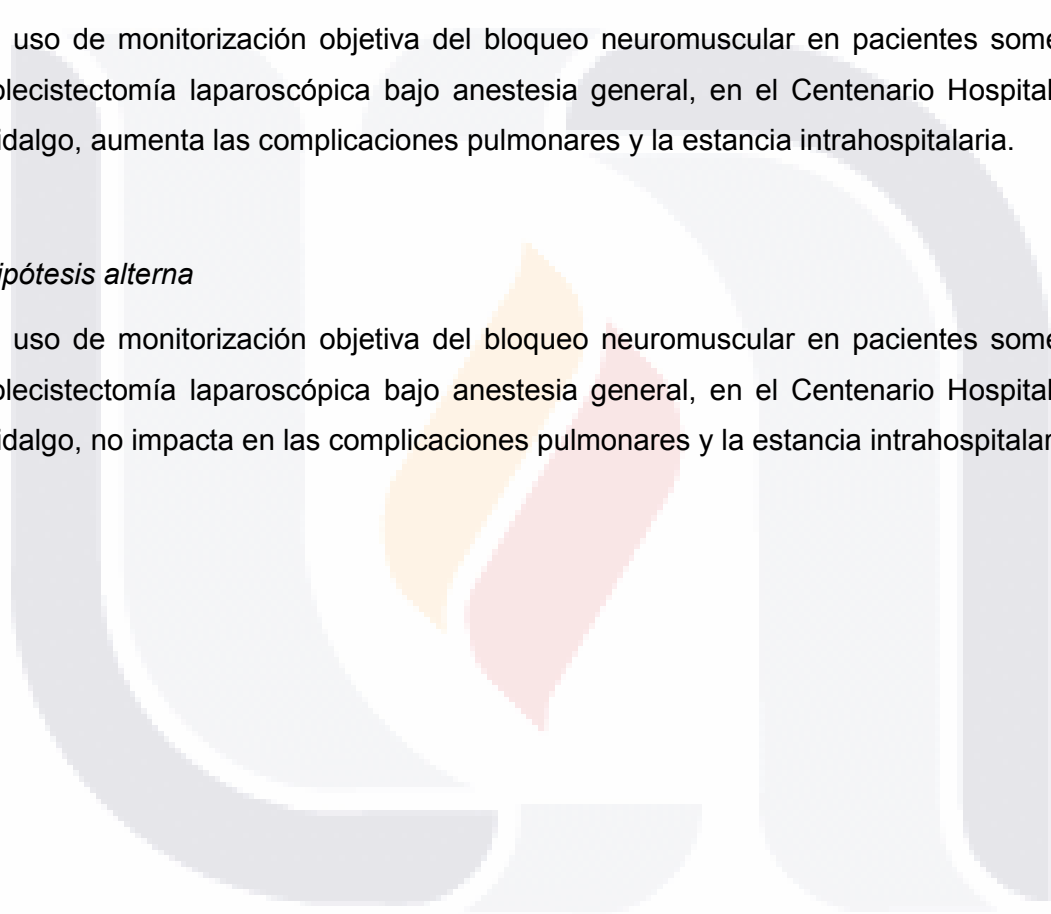 uso de monitorización objetiva del bloqueo neuromuscular en pacientes some
olecistectomía laparoscópica bajo anestesia general, en el Centenario Hospital
idalgo, aumenta las complicaciones pulmonares y la estancia intrahospitalaria.
ipótesis alterna
uso de monitorización objetiva del bloqueo neuromuscular en pacientes some
olecistectomía laparoscópica bajo anestesia general, en el Centenario Hospital
idalgo, no impacta en las complicaciones pulmonares y la estancia intrahospitalar